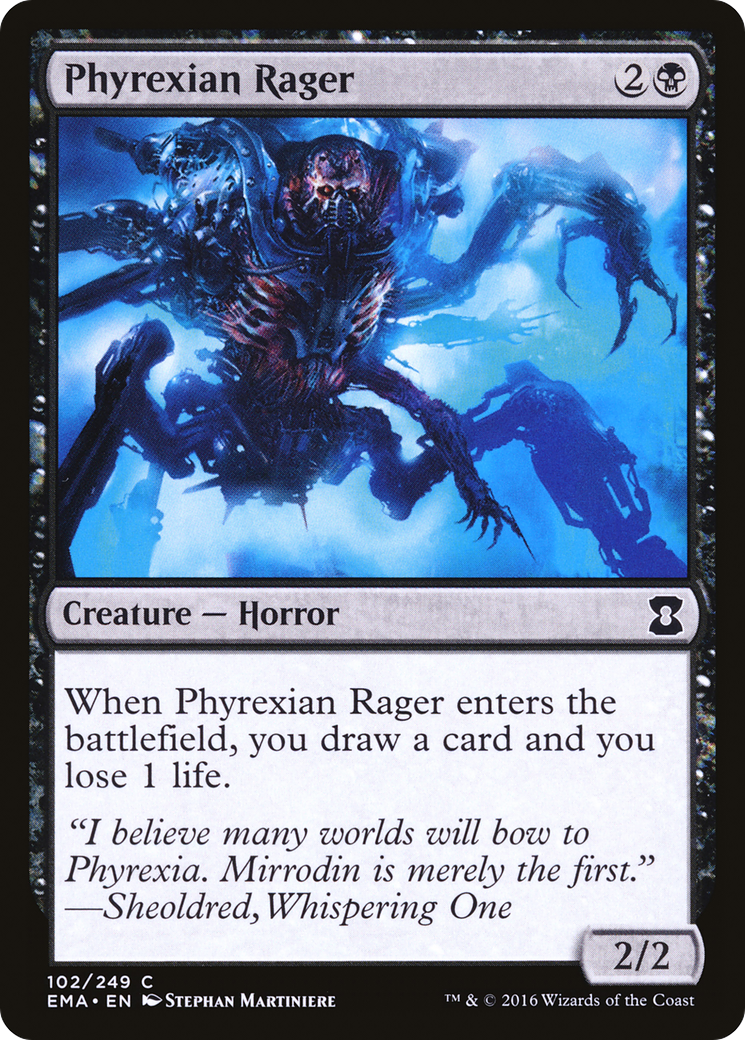 Phyrexian Rager 2
Creature — Horror
When Phyrexian Rager enters the
battlefield, you draw a card and you
lose 1 life.
“I believe many worlds will bow to
Phyrexia. Mirrodin is merely the first.”
—Sheoldred, Whispering One
2/2
102/249 C
EMA • EN Stephan Martiniere
™ & © 2016 Wizards of the Coast